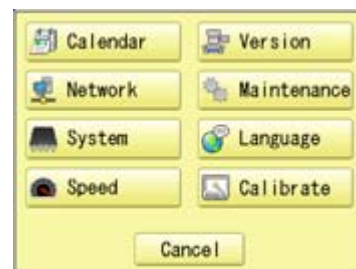 Calendar Version
Network Maintenance
System Language
Speed Calibrate
Cancel